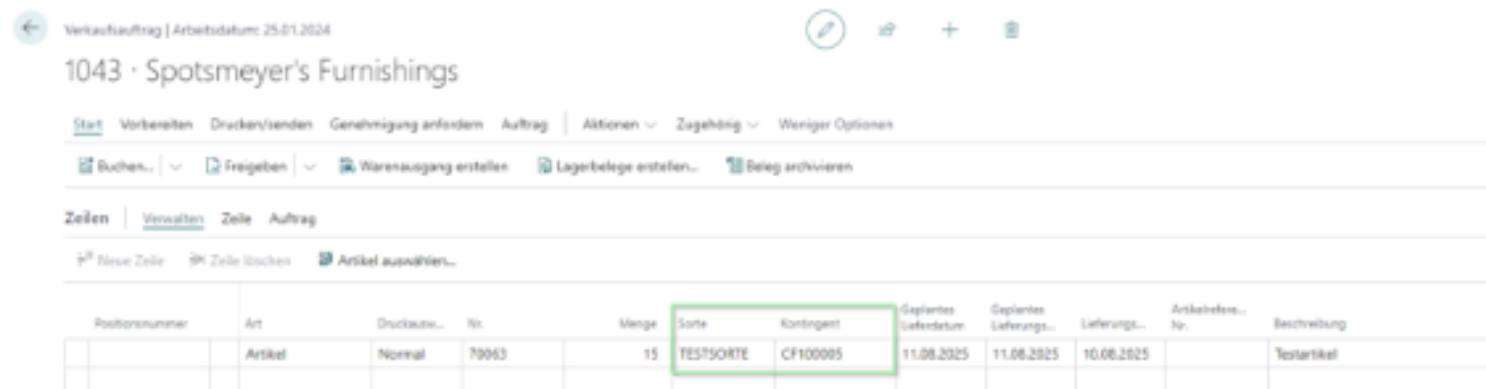 Verkaufsauftrag | Arbeitsdatum: 25.01.2024
1043 · Spotsmeyer's Furnishings
Start Vorbereiten Drucken/senden Genehmigung anfordern Auftrag Aktionen Zugehörig Weniger Optionen
Buchen... Freigeben Warenausgang erstellen Lagerbelege erstellen... Beleg archivieren
Zeilen Verwalten Zeile Auftrag
Neue Zeile Zeile löschen Artikel auswählen...
Geplantes Geplantes Artikelrefere...
Positionsnummer Art Druckausw... Nr. Menge Sorte Kontingent Lieferdatum Lieferungs... Lieferungs... Nr. Beschreibung
Artikel Normal 70063 15 TESTSORTE CF100005 11.08.2025 11.08.2025 10.08.2025 Testartikel